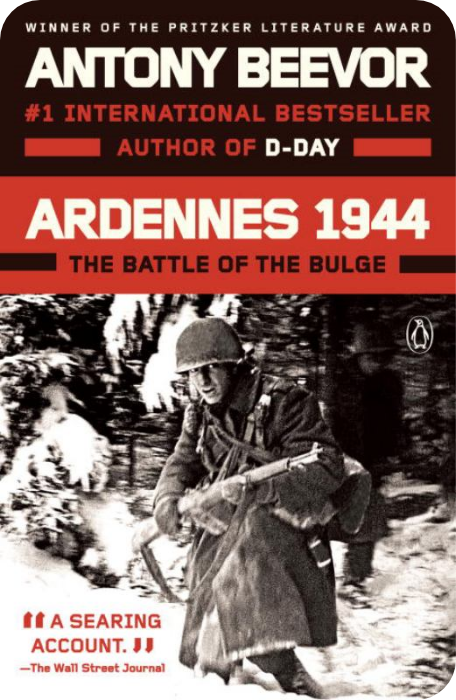 WINNER OF THE PRITZKER LITERATURE AWARD
ANTONY BEEVOR
#1 INTERNATIONAL BESTSELLER
AUTHOR OF D-DAY
ARDENNES 1944
THE BATTLE OF THE BULGE
"A SEARING
ACCOUNT."
—The Wall Street Journal